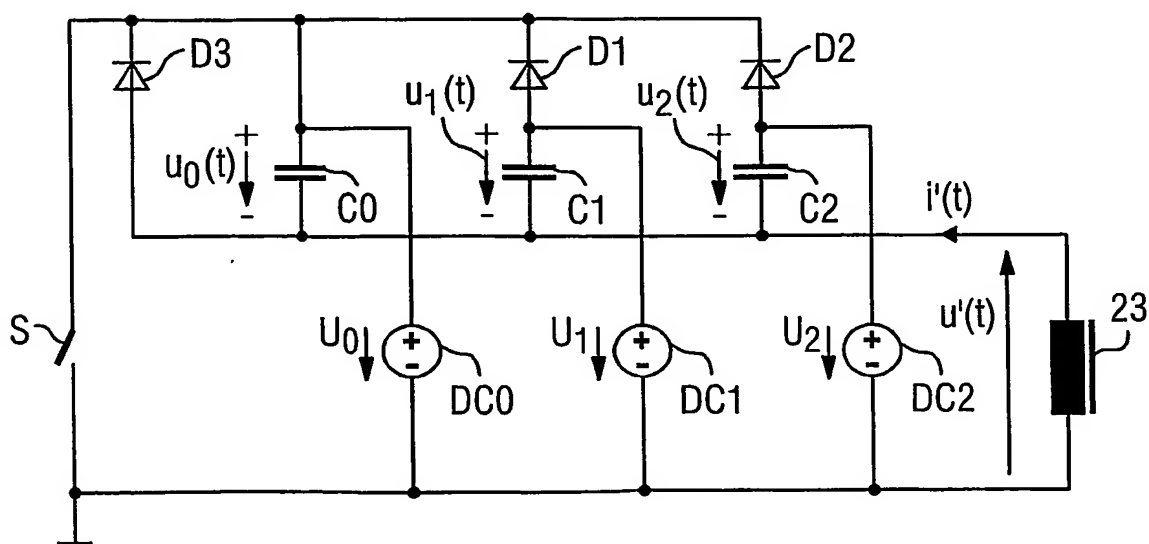 D3
D1
D2
u₁(t)
u₂(t)
+
+
+
u₀(t)
-
-
-
C0
C1
C2
i'(t)
S
U₀
+
-
U₁
+
-
U₂
+
-
u'(t)
23
DC0
DC1
DC2